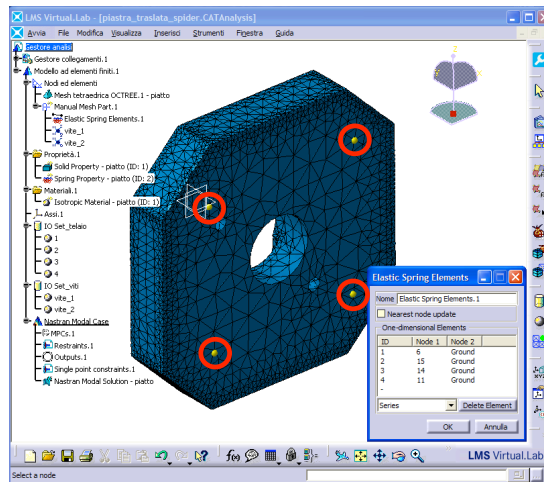 LMS Virtual.Lab - [piastra_traslata_spider.CATAnalysis]
Avvia File Modifica Visualizza Inserisci Strumenti Finestra Guida
Gestore analisi
Gestore collegamenti.1
Modello ad elementi finiti.1
Nodi ed elementi
Mesh tetraedrica OCTREE.1 - piatto
Manual Mesh Part.1
Elastic Spring Elements.1
vite_1
vite_2
Proprietà.1
Solid Property - piatto (ID: 1)
Spring Property - piatto (ID: 2)
Materiali.1
Isotropic Material - piatto (ID: 1)
Assi.1
IO Set_telaio
1
2
3
4
IO Set_viti
vite_1
vite_2
Nastran Modal Case
MPCs.1
Restraints.1
Outputs.1
Single point constraints.1
Nastran Modal Solution - piatto
Elastic Spring Elements
Nome Elastic Spring Elements.1
Nearest node update
One-dimensional Elements
ID Node 1 Node 2
1 6 Ground
2 15 Ground
3 14 Ground
4 11 Ground
-
Series Delete Element
OK Annulla
f(x)
LMS Virtual.Lab
Select a node